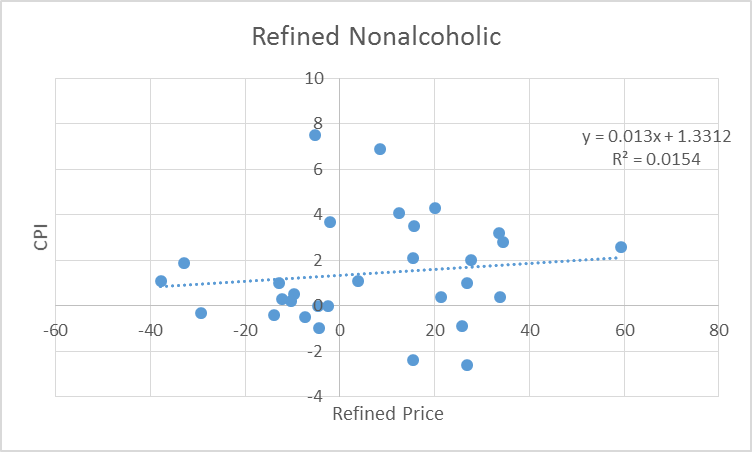 Refined Nonalcoholic
10
8
6
4
2
0
-2
-4
-60 -40 -20 0 20 40 60 80
y = 0.013x + 1.3312
R² = 0.0154
CPI
Refined Price